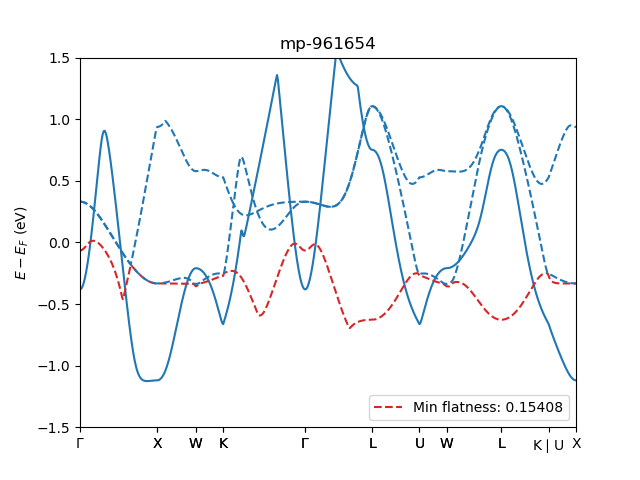 mp-961654
E − E_F (eV)
1.5
1.0
0.5
0.0
−0.5
−1.0
−1.5
Min flatness: 0.15408
Γ X W K Γ L U W L K | U X